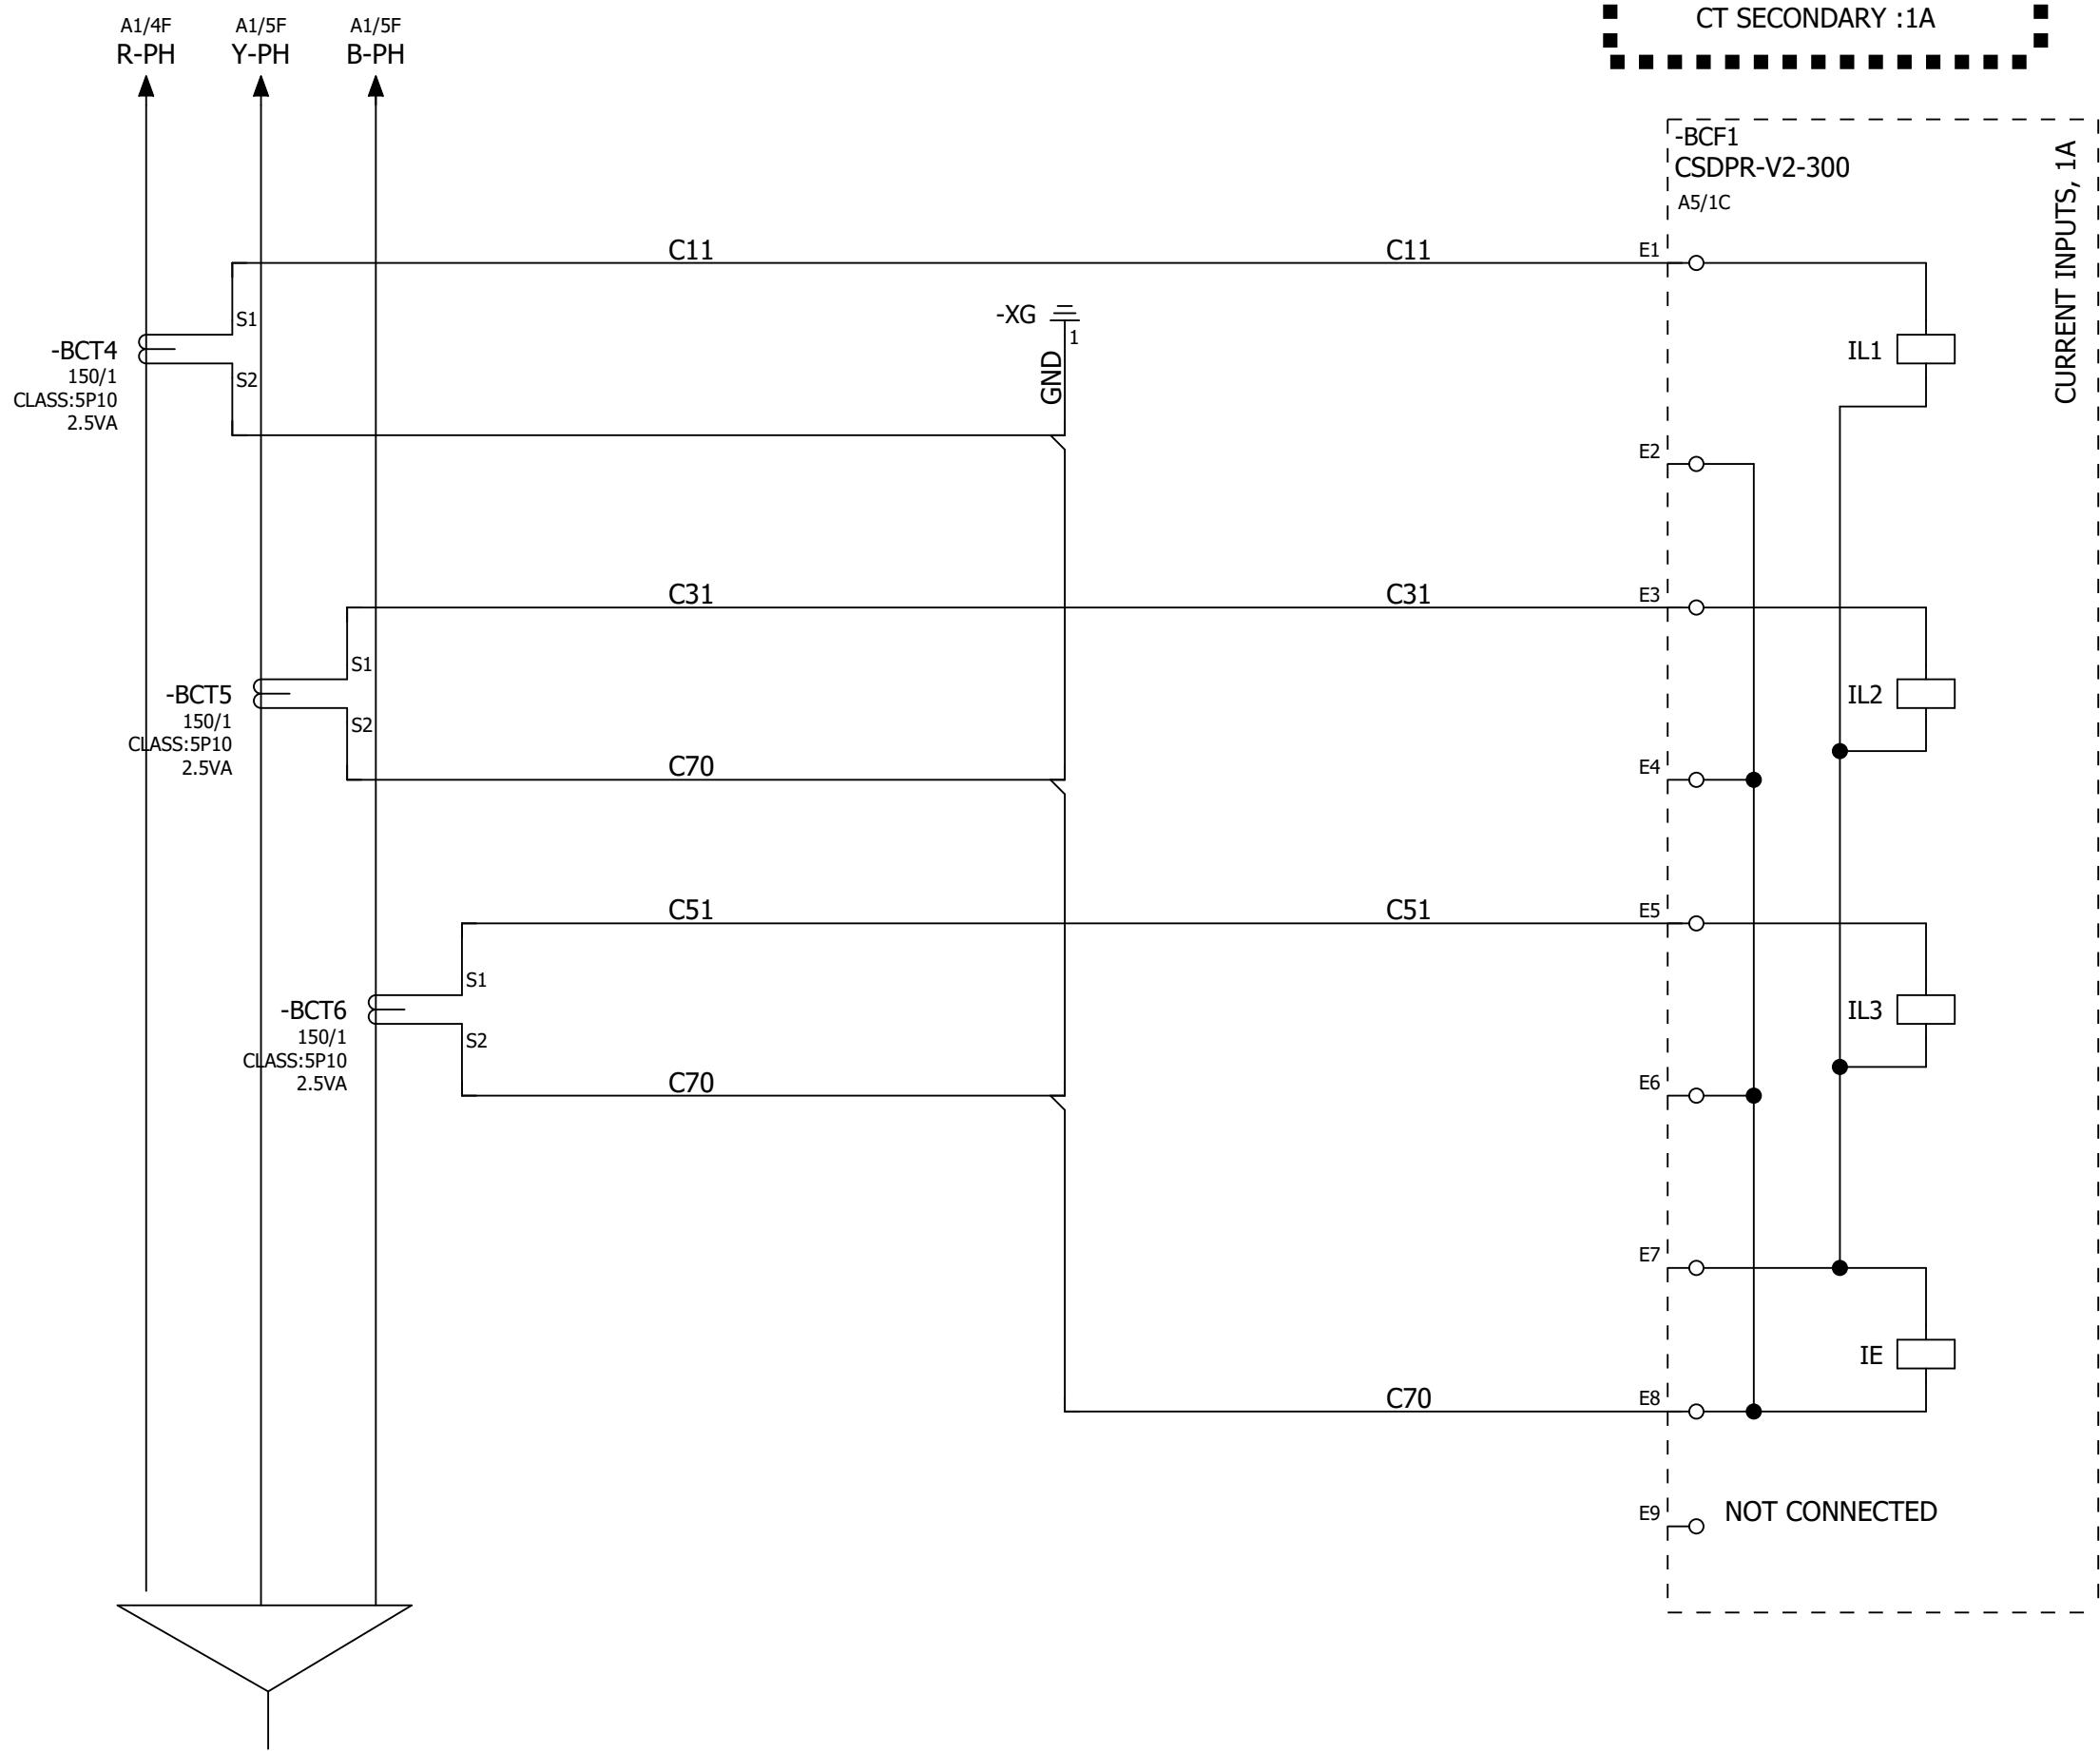 A1/4F
R-PH
A1/5F
Y-PH
A1/5F
B-PH
CT SECONDARY :1A
-BCF1
CSDPR-V2-300
A5/1C
CURRENT INPUTS, 1A
C11
C11
E1
-XG
1
GND
S1
S2
-BCT4
150/1
CLASS:5P10
2.5VA
IL1
E2
C31
C31
E3
S1
S2
-BCT5
150/1
CLASS:5P10
2.5VA
IL2
C70
E4
C51
C51
E5
S1
S2
-BCT6
150/1
CLASS:5P10
2.5VA
IL3
C70
E6
E7
IE
C70
E8
E9
NOT CONNECTED